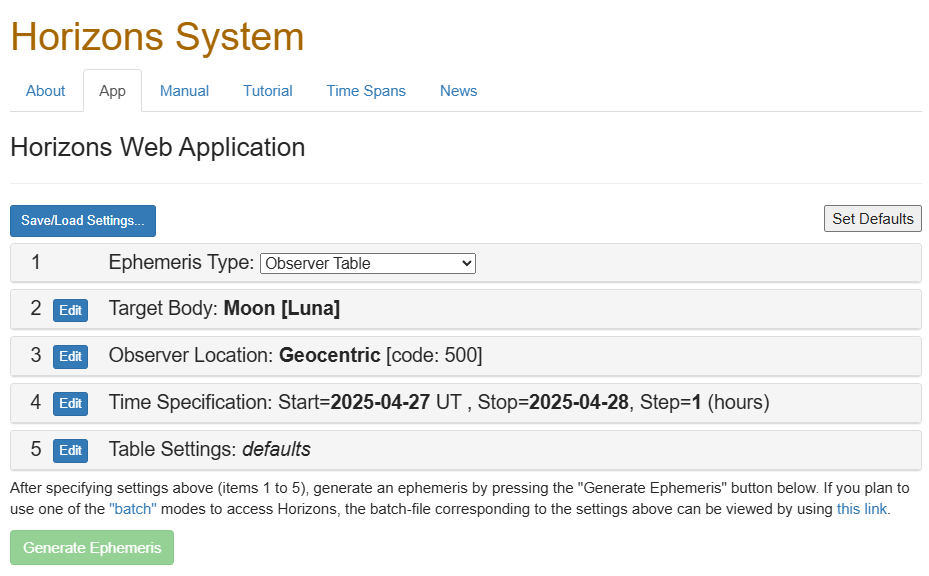 Horizons System
About App Manual Tutorial Time Spans News
Horizons Web Application
Save/Load Settings... Set Defaults
1 Ephemeris Type: Observer Table
2 Edit Target Body: Moon [Luna]
3 Edit Observer Location: Geocentric [code: 500]
4 Edit Time Specification: Start=2025-04-27 UT , Stop=2025-04-28, Step=1 (hours)
5 Edit Table Settings: defaults
After specifying settings above (items 1 to 5), generate an ephemeris by pressing the "Generate Ephemeris" button below. If you plan to
use one of the "batch" modes to access Horizons, the batch-file corresponding to the settings above can be viewed by using this link.
Generate Ephemeris